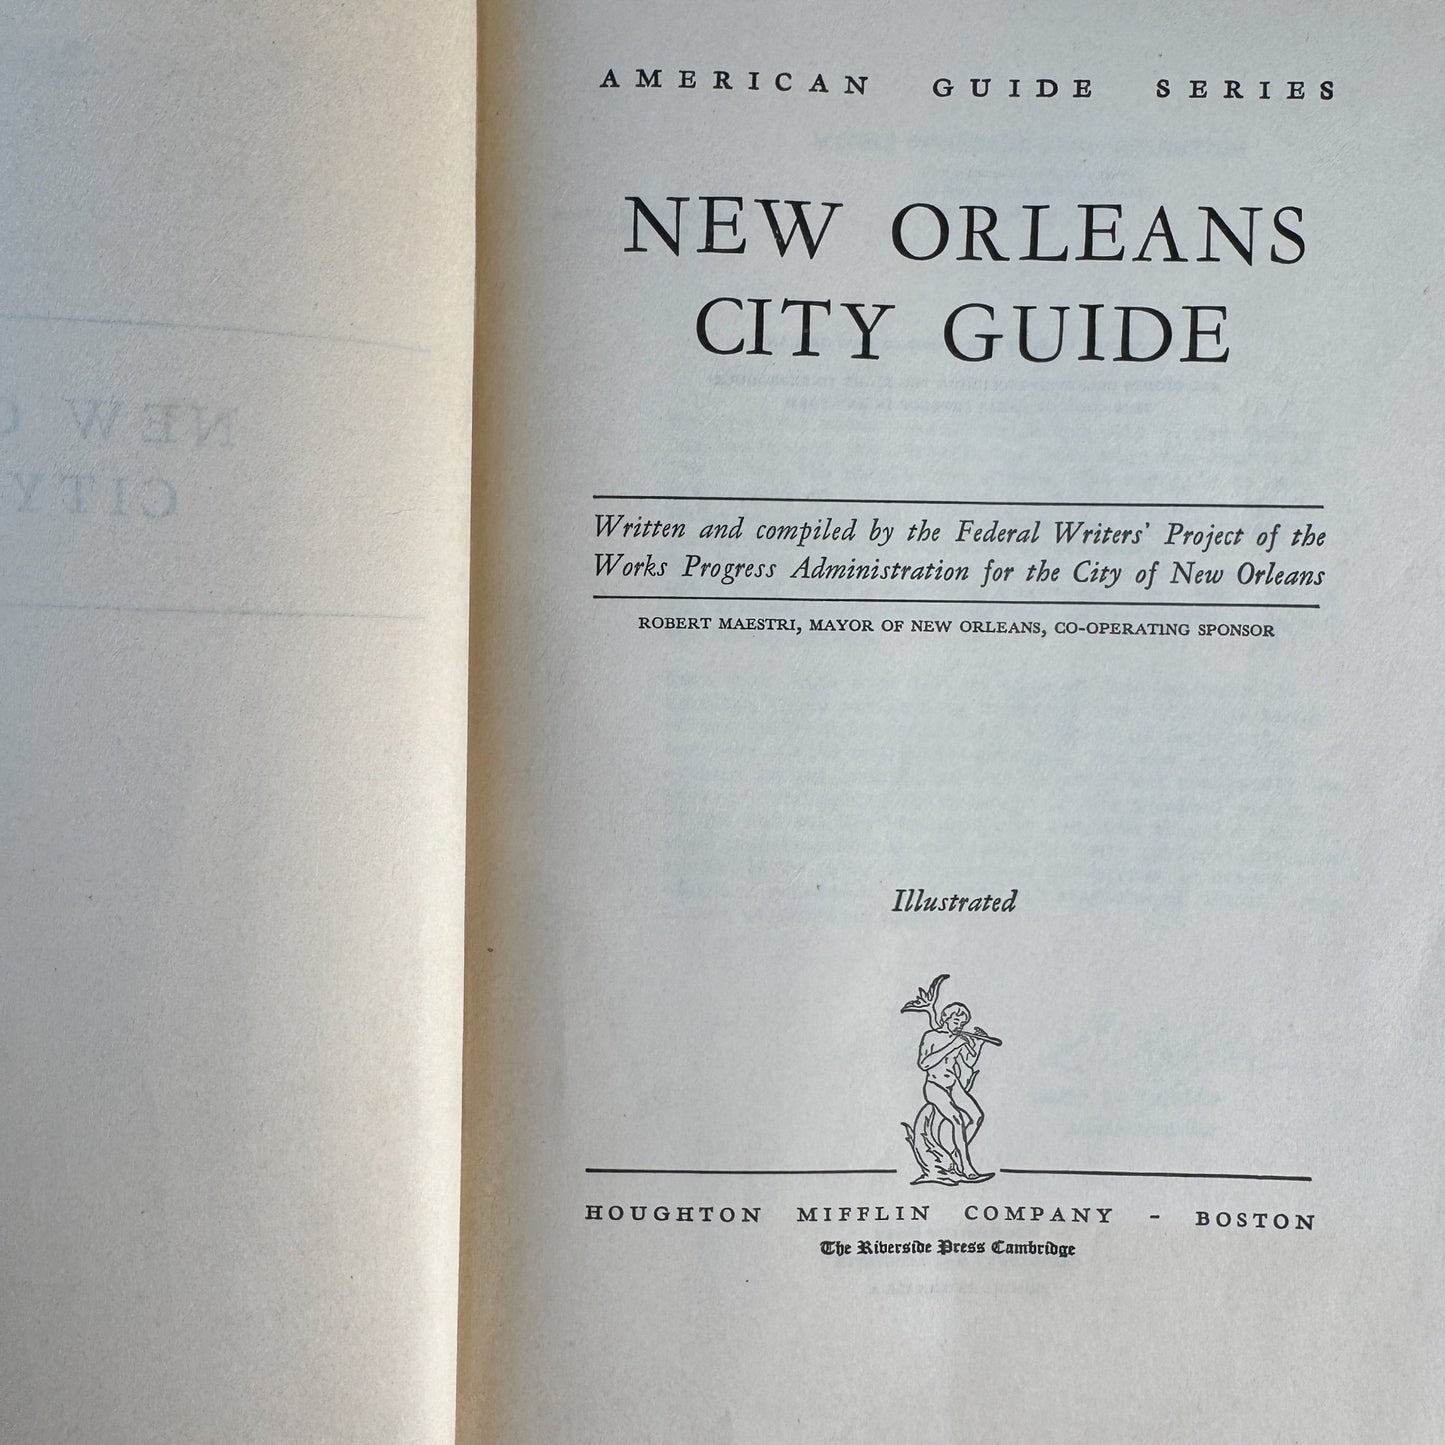 AMERICAN GUIDE SERIES
NEW ORLEANS
CITY GUIDE
Written and compiled by the Federal Writers' Project of the
Works Progress Administration for the City of New Orleans
ROBERT MAESTRI, MAYOR OF NEW ORLEANS, CO-OPERATING SPONSOR
Illustrated
HOUGHTON MIFFLIN COMPANY - BOSTON
The Riverside Press Cambridge